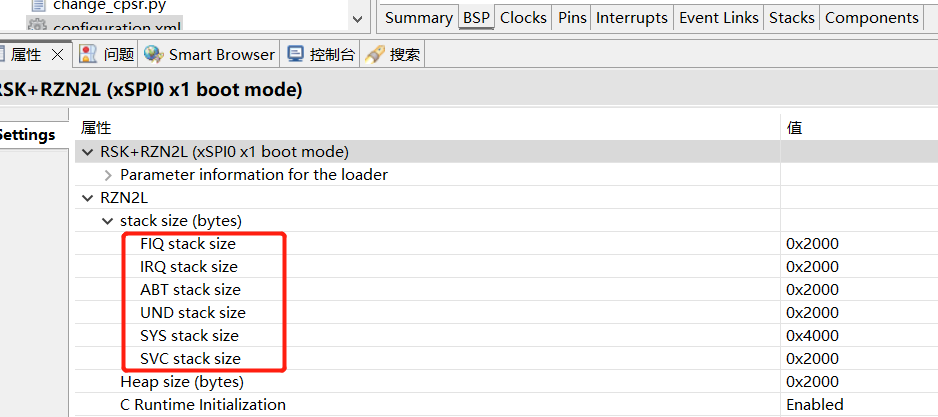 change_cpsr.py
configuration.xml
Summary BSP Clocks Pins Interrupts Event Links Stacks Components
属性 问题 Smart Browser 控制台 搜索
RSK+RZN2L (xSPI0 x1 boot mode)
Settings
属性 值
RSK+RZN2L (xSPI0 x1 boot mode)
Parameter information for the loader
RZN2L
stack size (bytes)
FIQ stack size 0x2000
IRQ stack size 0x2000
ABT stack size 0x2000
UND stack size 0x2000
SYS stack size 0x4000
SVC stack size 0x2000
Heap size (bytes) 0x2000
C Runtime Initialization Enabled